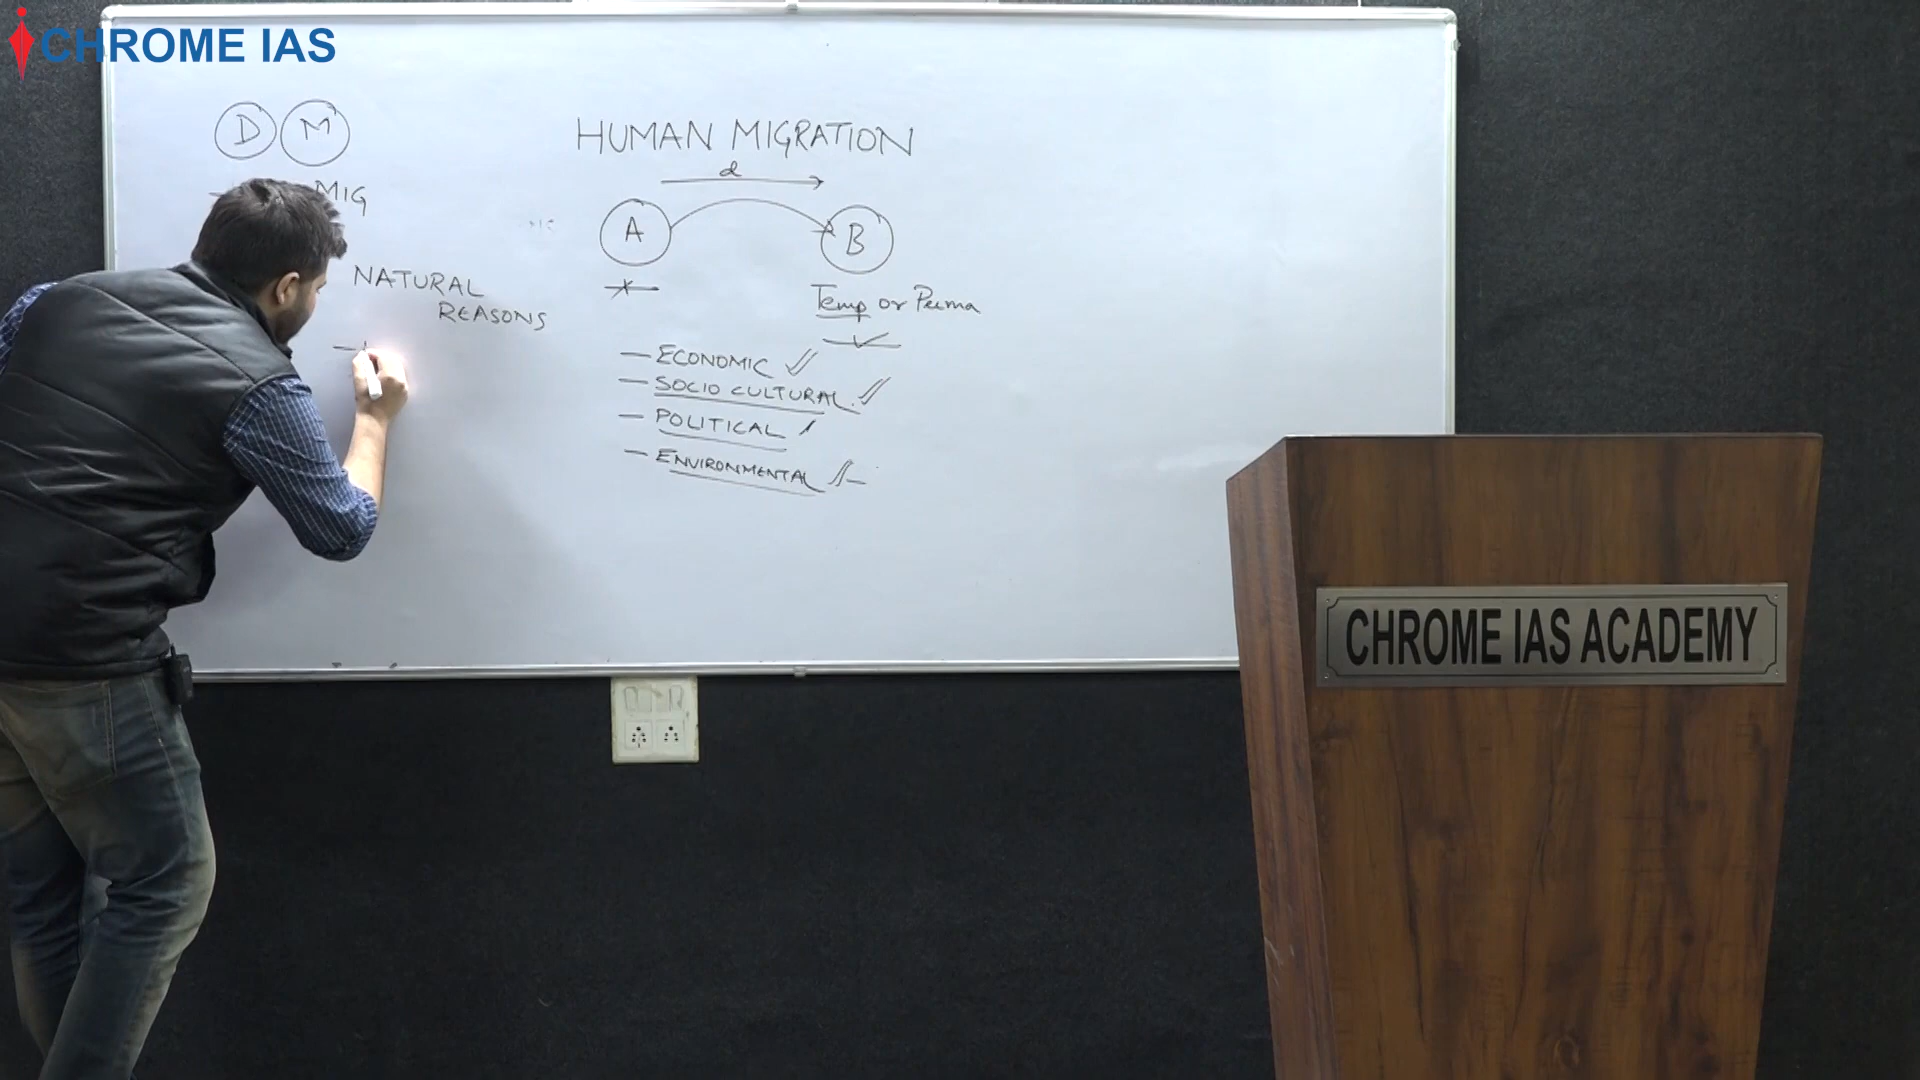 CHROME IAS
D M
MIG
HUMAN MIGRATION
d
A B
NATURAL
REASONS
Temp or Perma
— ECONOMIC
— SOCIO CULTURAL
— POLITICAL
— ENVIRONMENTAL
CHROME IAS ACADEMY